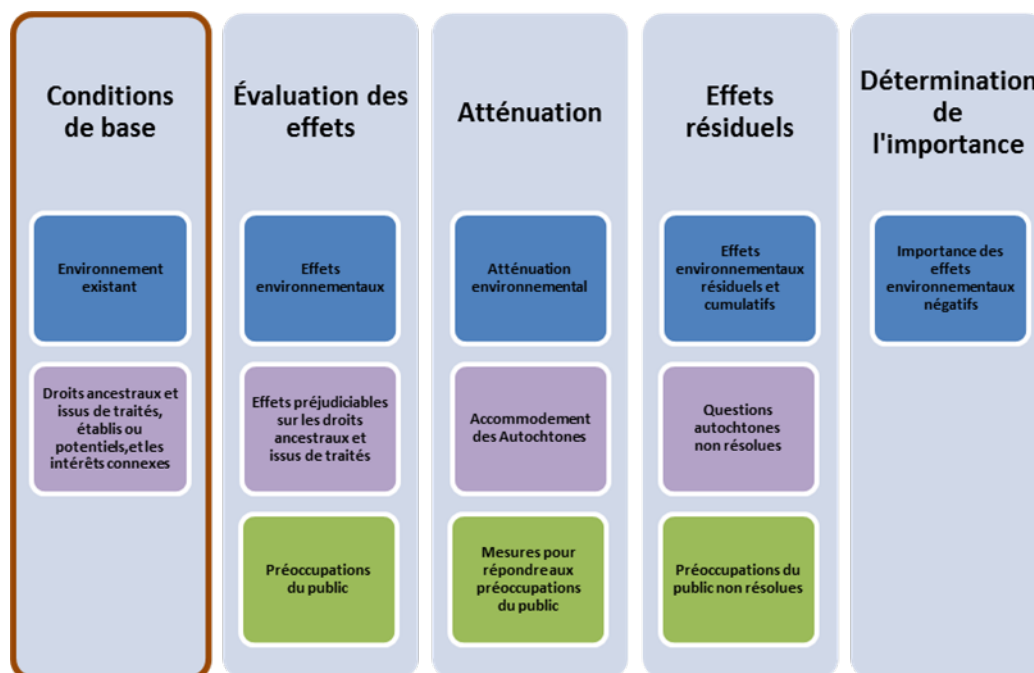 Conditions
de base
Environnement
existant
Droits ancestraux et
issus de traités,
établis ou
potentiels,et les
intérêts connexes
Évaluation des
effets
Effets
environnementaux
Effets préjudiciables
sur les droits
ancestraux et
issus de traités
Préoccupations
du public
Atténuation
Atténuation
environnemental
Accommodement
des Autochtones
Mesures pour
répondre aux
préoccupations
du public
Effets
résiduels
Effets
environnementaux
résiduels et
cumulatifs
Questions
autochtones
non résolues
Préoccupations du
public non résolues
Détermination
de
l'importance
Importance des
effets
environnementaux
négatifs